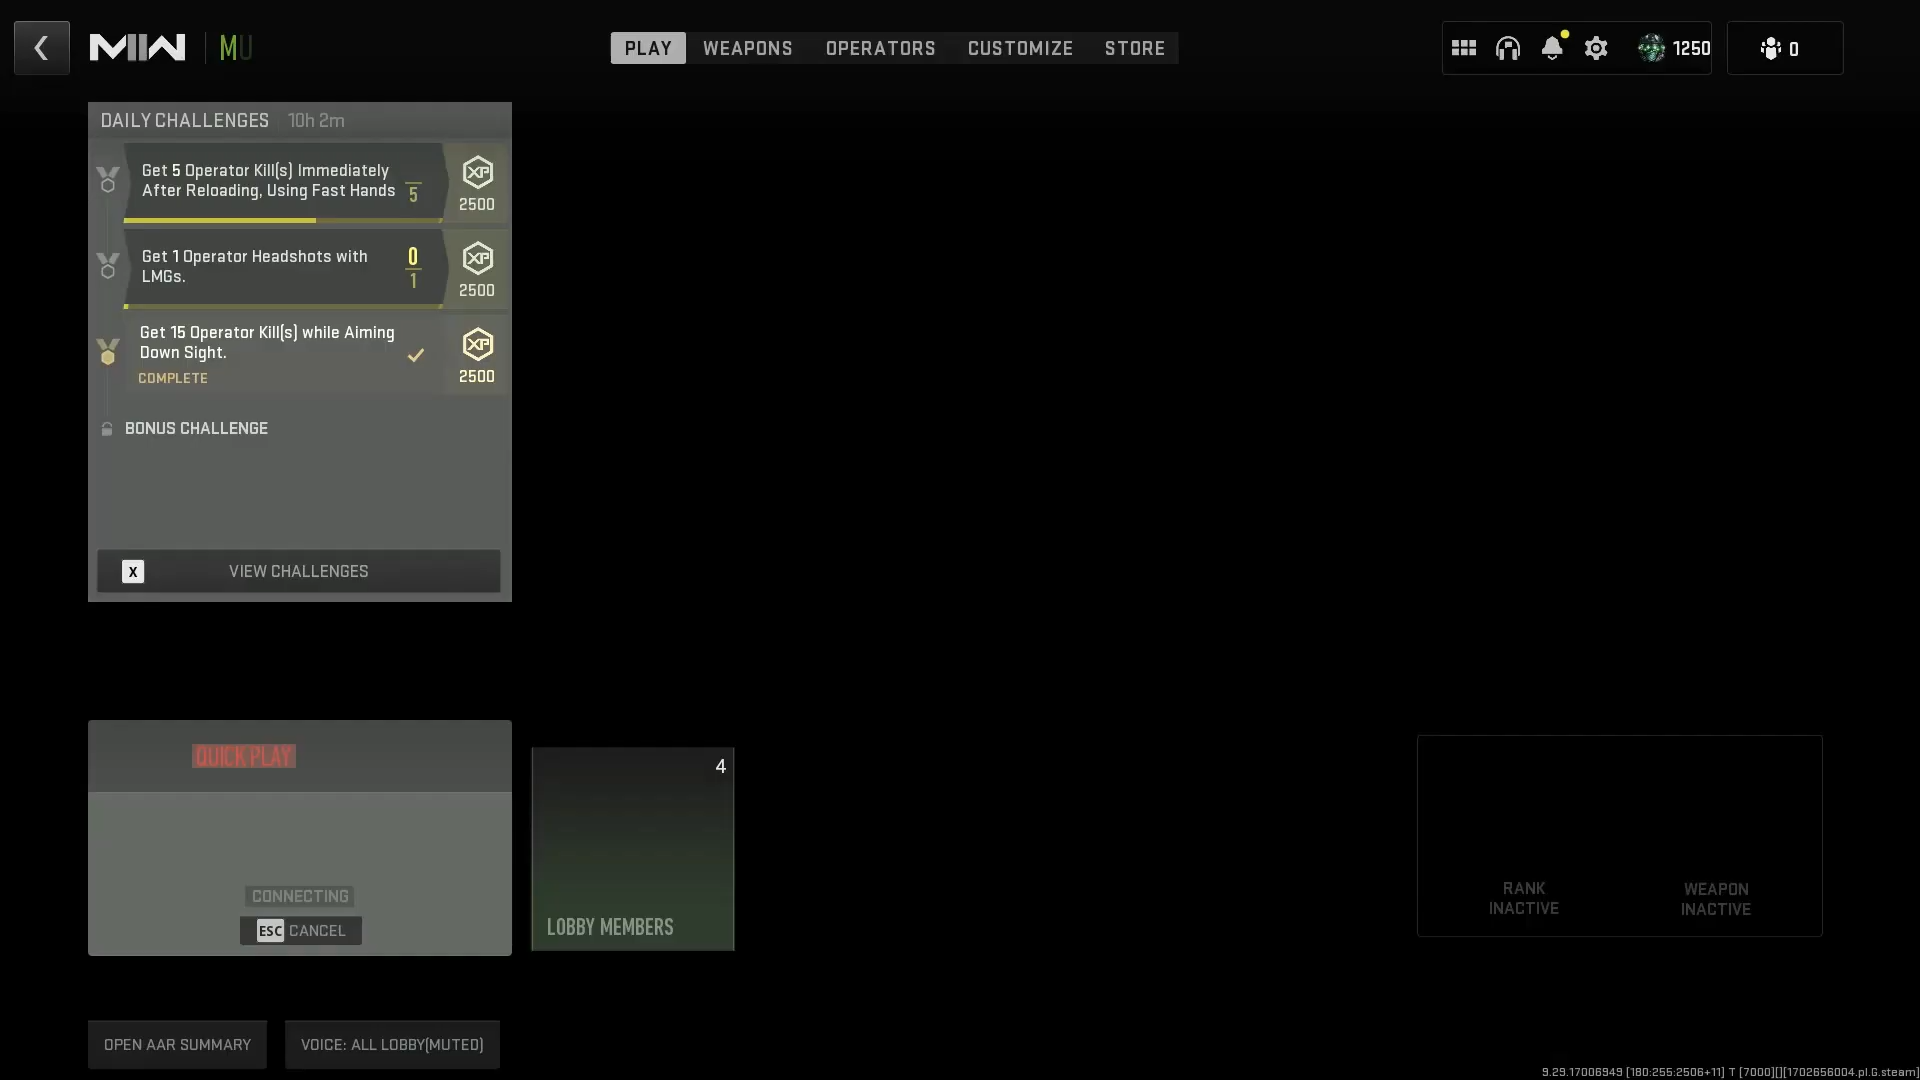 MW MU
PLAY WEAPONS OPERATORS CUSTOMIZE STORE
1250
0
DAILY CHALLENGES 10h 2m
Get 5 Operator Kill(s) Immediately
After Reloading, Using Fast Hands
5
XP
2500
Get 1 Operator Headshots with
LMGs.
0
1
XP
2500
Get 15 Operator Kill(s) while Aiming
Down Sight.
COMPLETE
XP
2500
BONUS CHALLENGE
X VIEW CHALLENGES
QUICK PLAY
CONNECTING
ESC CANCEL
4
LOBBY MEMBERS
RANK
INACTIVE
WEAPON
INACTIVE
OPEN AAR SUMMARY
VOICE: ALL LOBBY(MUTED)
9.29.17006949 [180:255:2506+11] T [7000][][1702656004.pl.G.steam]